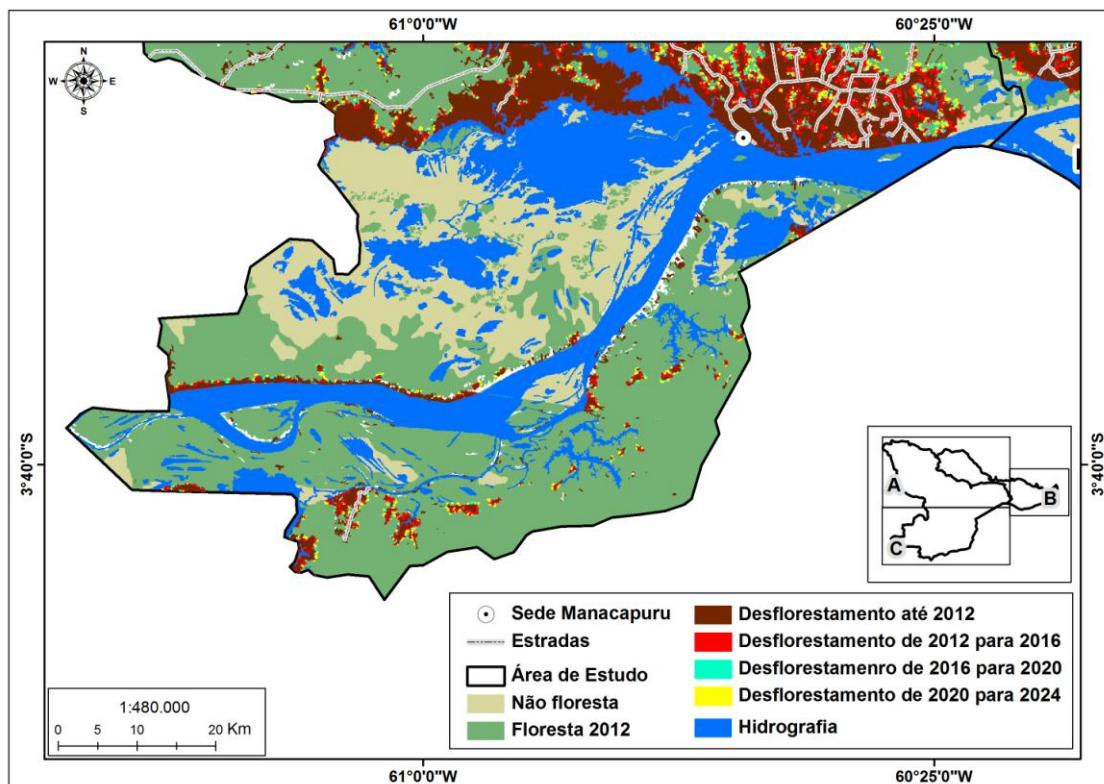 61°0'0"W
60°25'0"W
N
W
E
S
3°40'0"S
3°40'0"S
A
B
C
Sede Manacapuru
Estradas
Área de Estudo
Não floresta
Floresta 2012
Desflorestamento até 2012
Desflorestamento de 2012 para 2016
Desflorestamenro de 2016 para 2020
Desflorestamento de 2020 para 2024
Hidrografia
1:480.000
0 5 10 20 Km
61°0'0"W
60°25'0"W